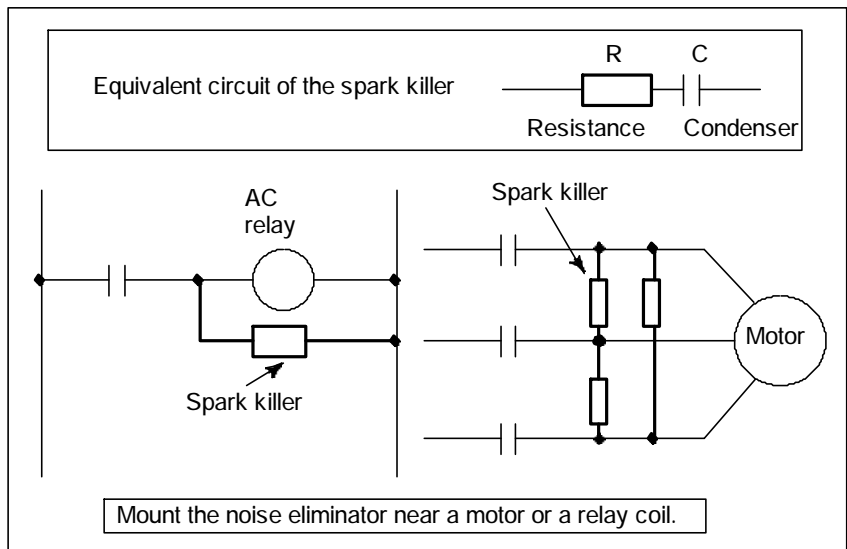 R C
Equivalent circuit of the spark killer
Resistance Condenser
AC
relay
Spark killer
Spark killer
Motor
Mount the noise eliminator near a motor or a relay coil.